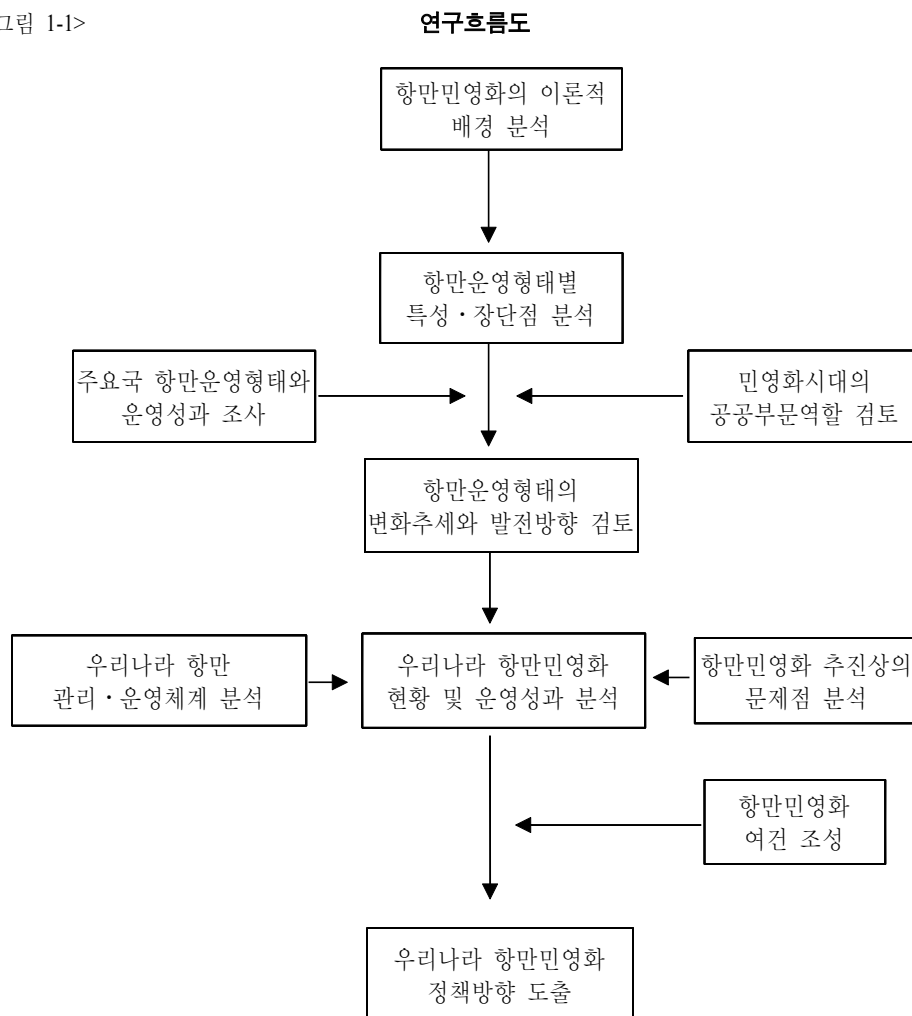 그림 1-1>
연구흐름도
항만민영화의 이론적
배경 분석
항만운영형태별
특성·장단점 분석
주요국 항만운영형태와
운영성과 조사
민영화시대의
공공부문역할 검토
항만운영형태의
변화추세와 발전방향 검토
우리나라 항만
관리·운영체계 분석
우리나라 항만민영화
현황 및 운영성과 분석
항만민영화 추진상의
문제점 분석
항만민영화
여건 조성
우리나라 항만민영화
정책방향 도출